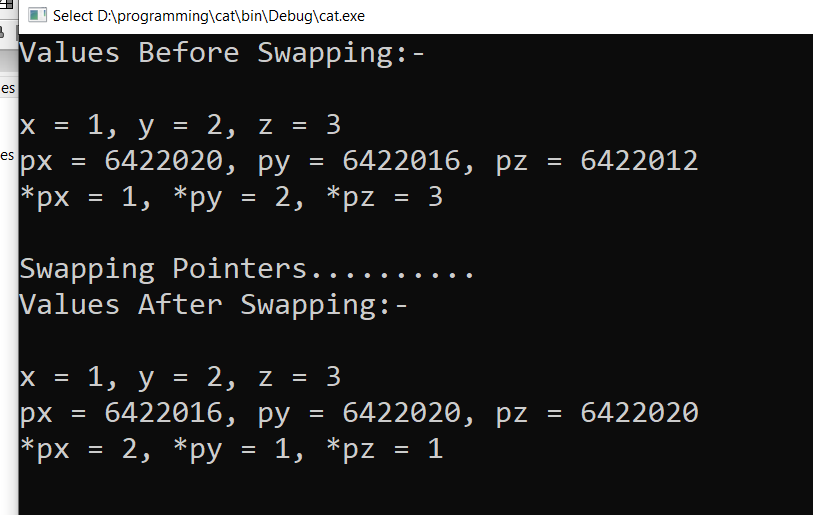 Select D:\programming\cat\bin\Debug\cat.exe
Values Before Swapping:-
es
x = 1, y = 2, z = 3
es
px = 6422020, py = 6422016, pz = 6422012
*px = 1, *py = 2, *pz = 3
Swapping Pointers..........
Values After Swapping:-
x = 1, y = 2, z = 3
px = 6422016, py = 6422020, pz = 6422020
*px = 2, *py = 1, *pz = 1